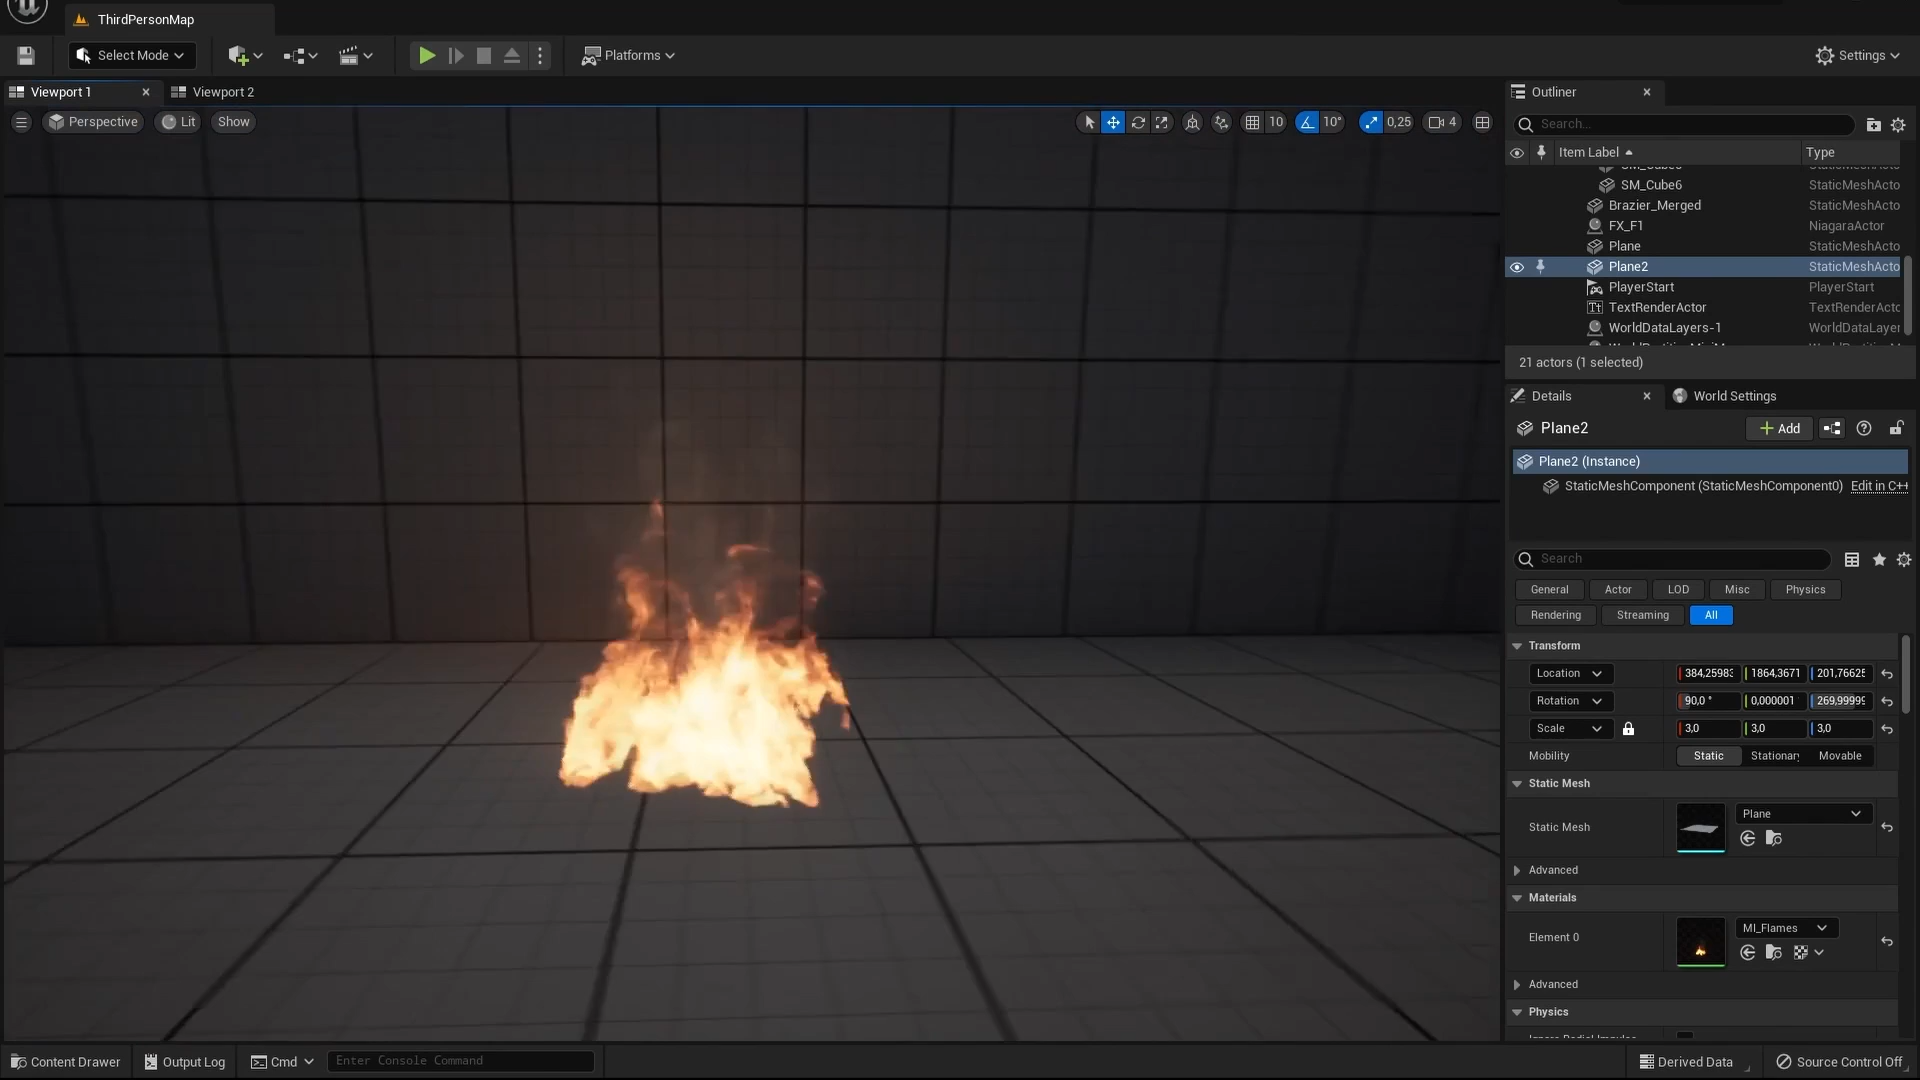 ThirdPersonMap
Select Mode
Platforms
Settings
Viewport 1
Viewport 2
Perspective
Lit
Show
10
10°
0,25
4
Outliner
Search...
Item Label
Type
SM_Cube6
StaticMeshActo
Brazier_Merged
StaticMeshActo
FX_F1
NiagaraActor
Plane
StaticMeshActo
Plane2
StaticMeshActo
PlayerStart
PlayerStart
TextRenderActor
TextRenderActo
WorldDataLayers-1
WorldDataLayer
21 actors (1 selected)
Details
World Settings
Plane2
Add
Plane2 (Instance)
StaticMeshComponent (StaticMeshComponent0)
Edit in C++
Search
General
Actor
LOD
Misc
Physics
Rendering
Streaming
All
Transform
Location
384,25983
1864,3671
201,76625
Rotation
90,0 °
0,000001
269,99999
Scale
3,0
3,0
3,0
Mobility
Static
Stationary
Movable
Static Mesh
Static Mesh
Plane
Advanced
Materials
Element 0
MI_Flames
Advanced
Physics
Content Drawer
Output Log
Cmd
Enter Console Command
Derived Data
Source Control Off